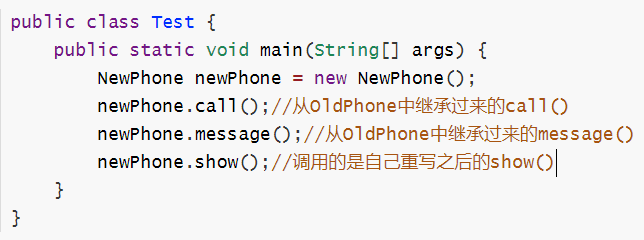 public class Test {
    public static void main(String[] args) {
        NewPhone newPhone = new NewPhone();
        newPhone.call();//从OldPhone中继承过来的call()
        newPhone.message();//从OldPhone中继承过来的message()
        newPhone.show();//调用的是自己重写之后的show()
    }
}